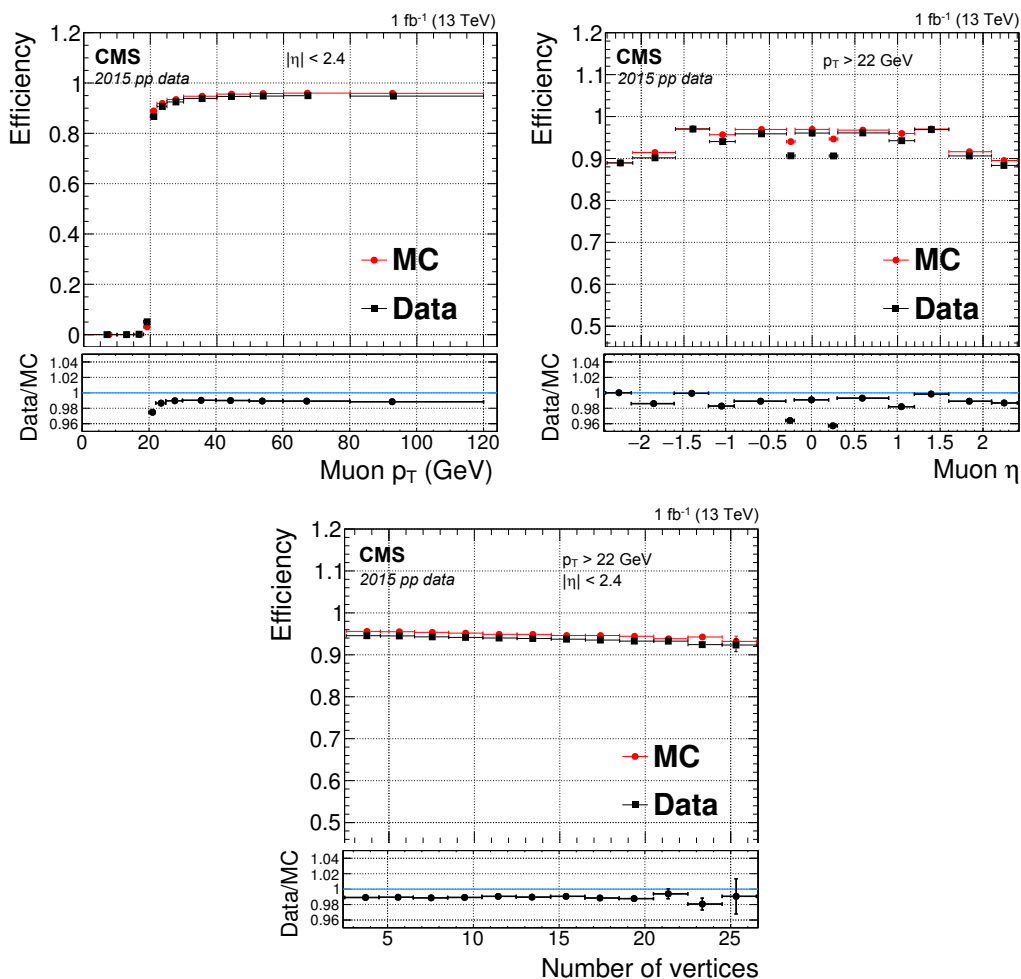 1 fb⁻¹ (13 TeV)
Efficiency
1.2
1
0.8
0.6
0.4
0.2
0
CMS
2015 pp data
|η| < 2.4
MC
Data
Data/MC
1.04
1.02
1
0.98
0.96
0 20 40 60 80 100 120
Muon p_T (GeV)
1 fb⁻¹ (13 TeV)
Efficiency
1.2
1.1
1
0.9
0.8
0.7
0.6
0.5
CMS
2015 pp data
p_T > 22 GeV
MC
Data
Data/MC
1.04
1.02
1
0.98
0.96
−2 −1.5 −1 −0.5 0 0.5 1 1.5 2
Muon η
1 fb⁻¹ (13 TeV)
Efficiency
1.2
1.1
1
0.9
0.8
0.7
0.6
0.5
CMS
2015 pp data
p_T > 22 GeV
|η| < 2.4
MC
Data
Data/MC
1.04
1.02
1
0.98
0.96
5 10 15 20 25
Number of vertices